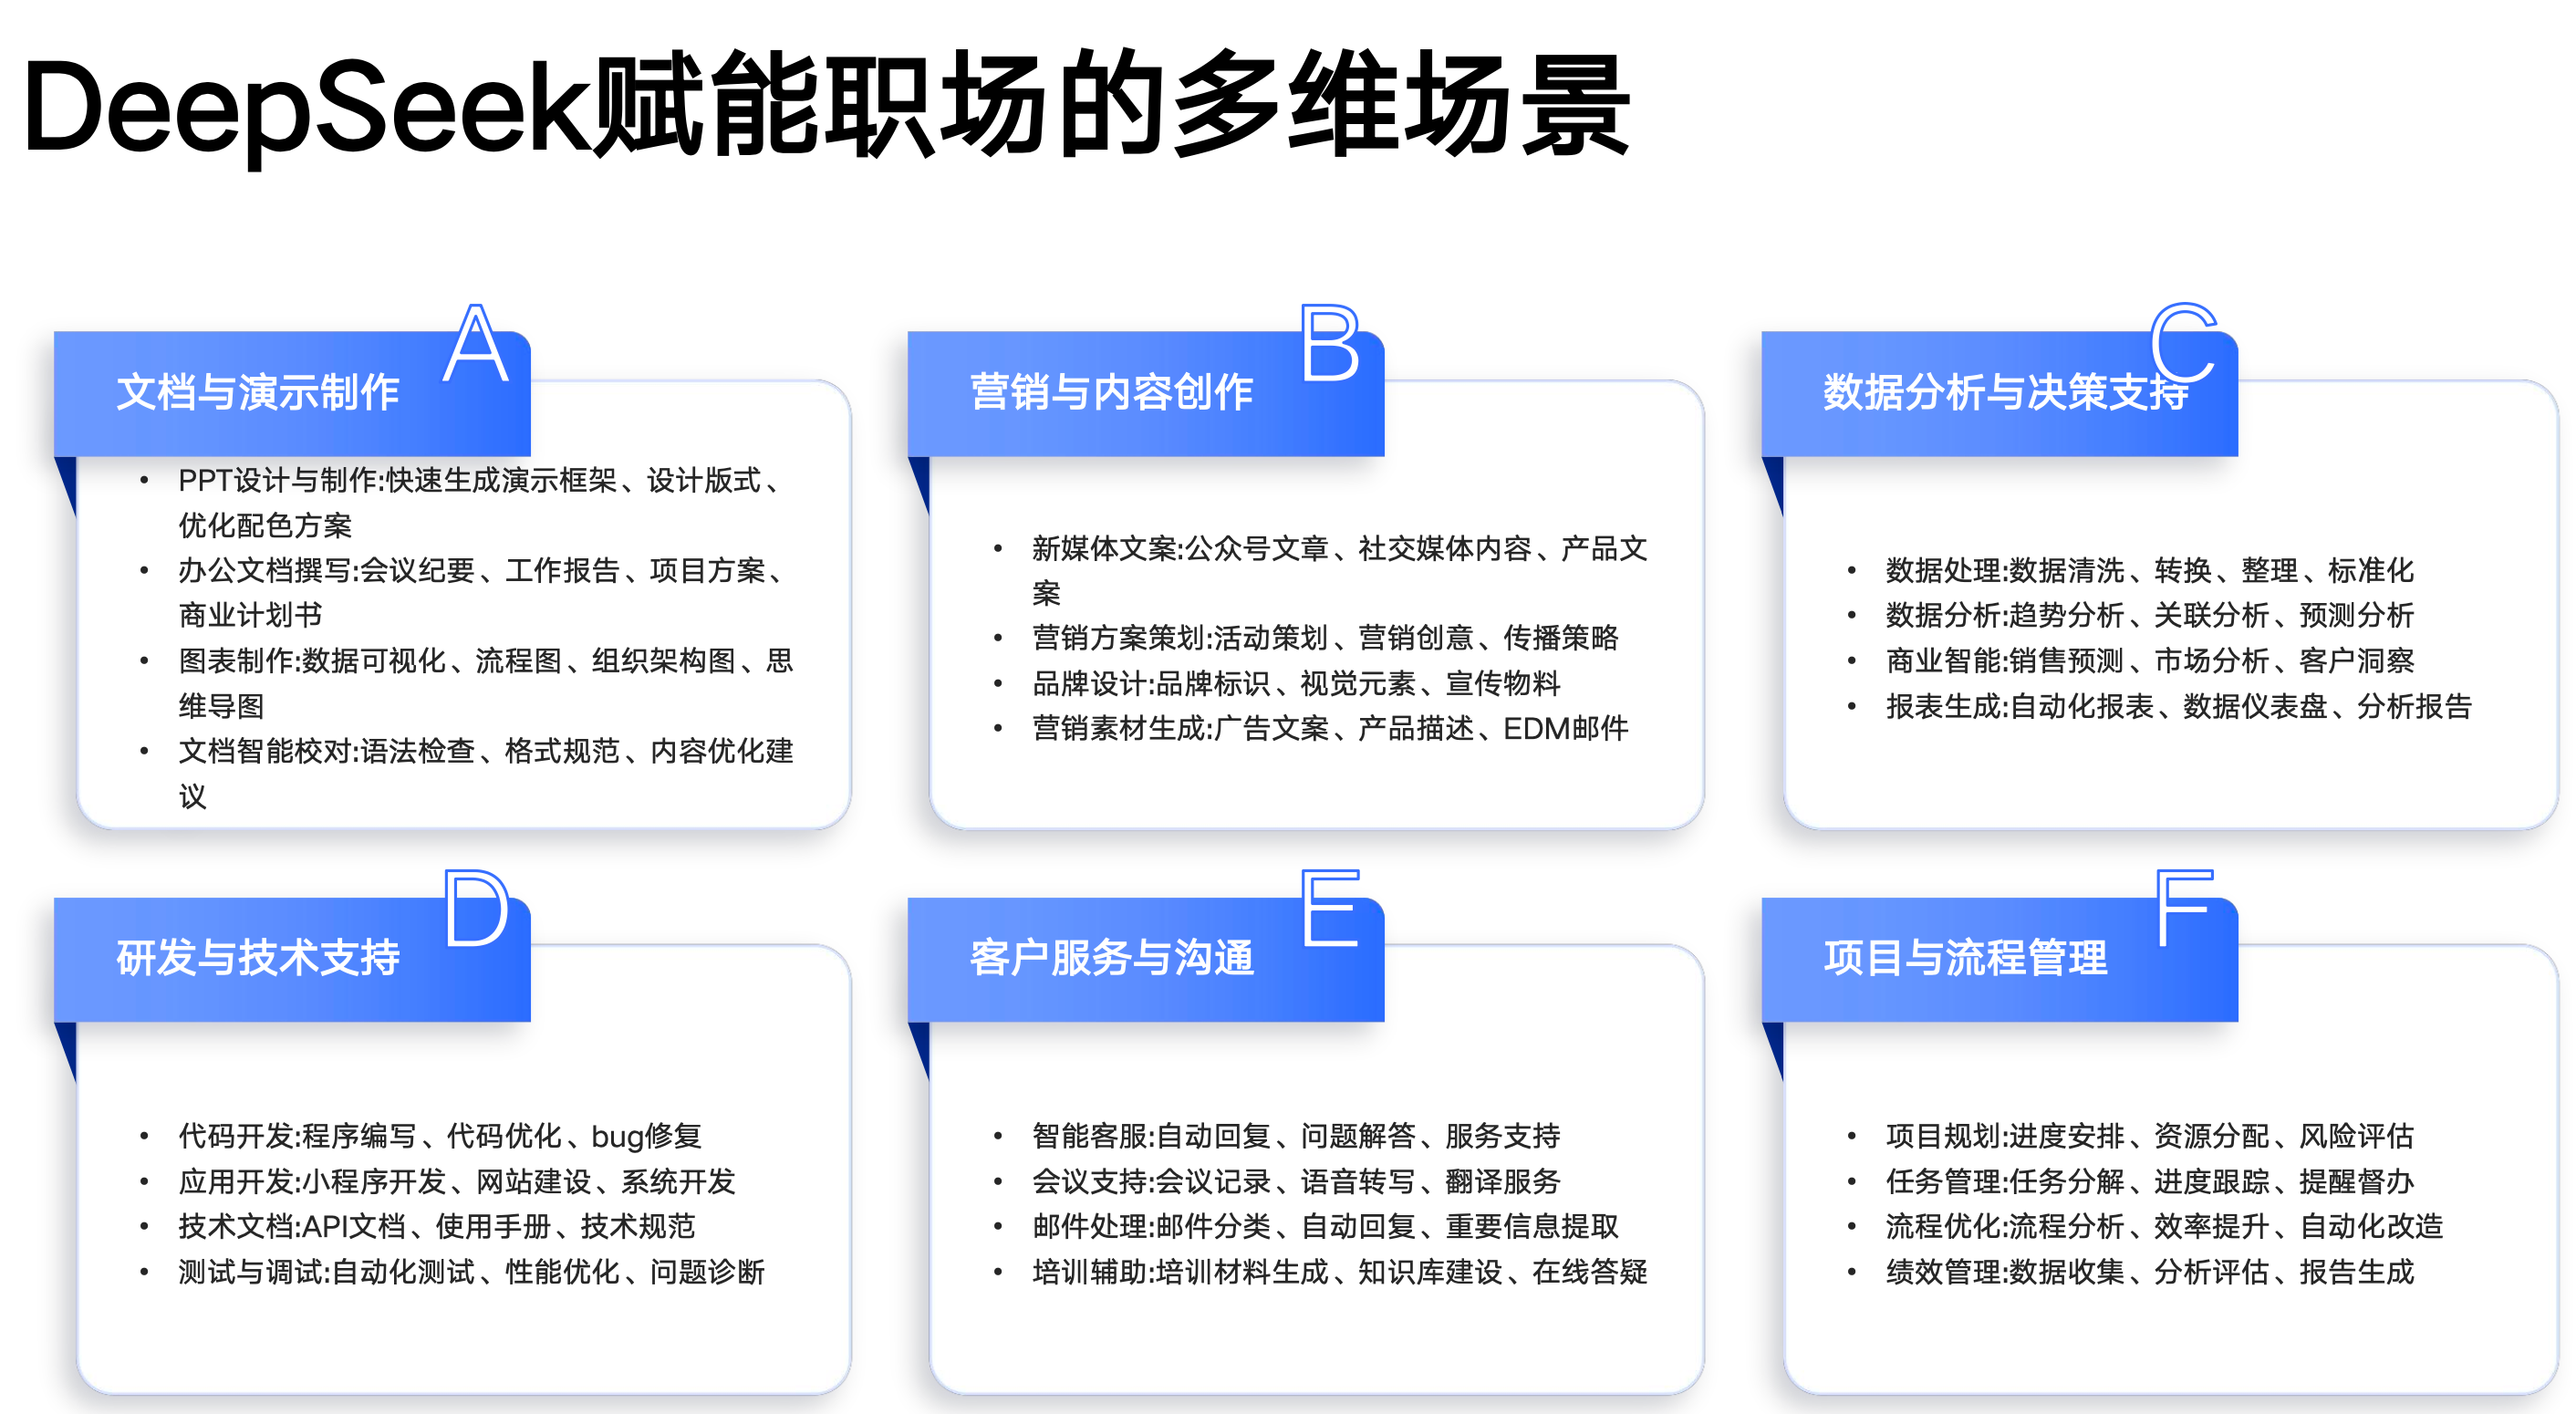 DeepSeek赋能职场的多维场景
A
文档与演示制作
• PPT设计与制作:快速生成演示框架、设计版式、
优化配色方案
• 办公文档撰写:会议纪要、工作报告、项目方案、
商业计划书
• 图表制作:数据可视化、流程图、组织架构图、思
维导图
• 文档智能校对:语法检查、格式规范、内容优化建
议
B
营销与内容创作
• 新媒体文案:公众号文章、社交媒体内容、产品文
案
• 营销方案策划:活动策划、营销创意、传播策略
• 品牌设计:品牌标识、视觉元素、宣传物料
• 营销素材生成:广告文案、产品描述、EDM邮件
C
数据分析与决策支持
• 数据处理:数据清洗、转换、整理、标准化
• 数据分析:趋势分析、关联分析、预测分析
• 商业智能:销售预测、市场分析、客户洞察
• 报表生成:自动化报表、数据仪表盘、分析报告
D
研发与技术支持
• 代码开发:程序编写、代码优化、bug修复
• 应用开发:小程序开发、网站建设、系统开发
• 技术文档:API文档、使用手册、技术规范
• 测试与调试:自动化测试、性能优化、问题诊断
E
客户服务与沟通
• 智能客服:自动回复、问题解答、服务支持
• 会议支持:会议记录、语音转写、翻译服务
• 邮件处理:邮件分类、自动回复、重要信息提取
• 培训辅助:培训材料生成、知识库建设、在线答疑
F
项目与流程管理
• 项目规划:进度安排、资源分配、风险评估
• 任务管理:任务分解、进度跟踪、提醒督办
• 流程优化:流程分析、效率提升、自动化改造
• 绩效管理:数据收集、分析评估、报告生成